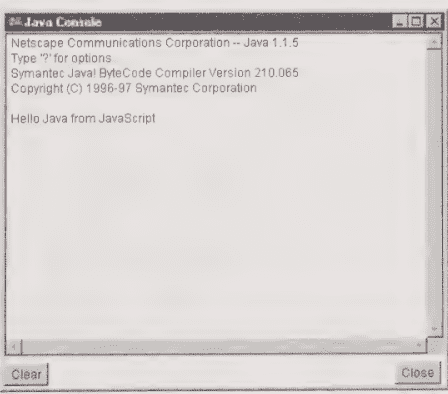 Java Console
Netscape Communications Corporation -- Java 1.1.5
Type '?' for options
Symantec Java! ByteCode Compiler Version 210.065
Copyright (C) 1996-97 Symantec Corporation
Hello Java from JavaScript
Clear
Close